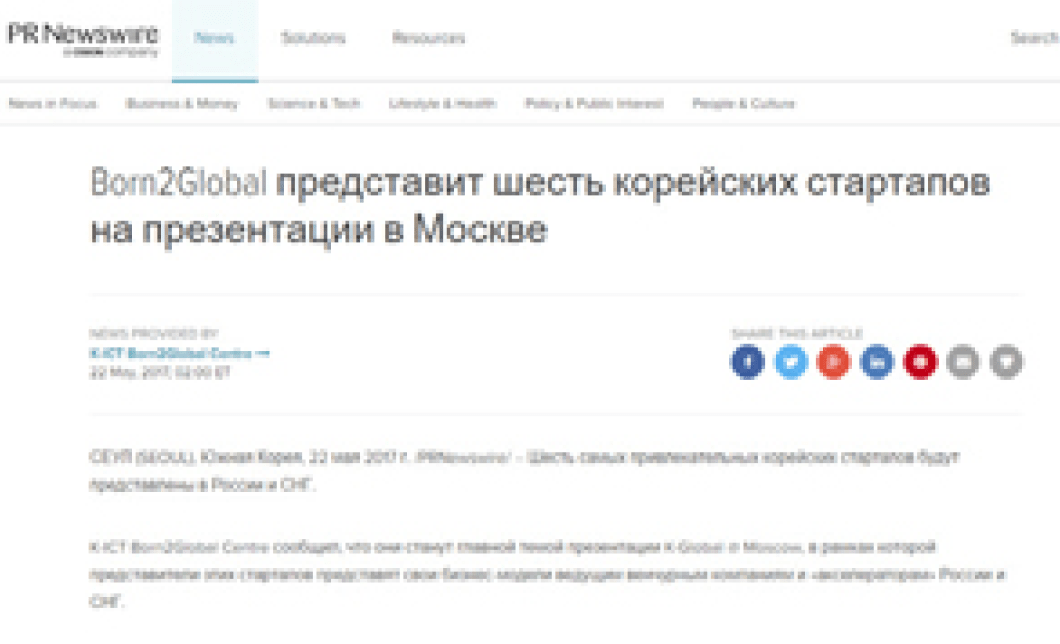 PR Newswire
a CISION company
News
Solutions
Resources
Search
News in Focus
Business & Money
Science & Tech
Lifestyle & Health
Policy & Public Interest
People & Culture
Born2Global представит шесть корейских стартапов
на презентации в Москве
NEWS PROVIDED BY
K-ICT Born2Global Centre →
22 May, 2017, 02:00 ET
SHARE THIS ARTICLE
СЕУЛ (SEOUL), Южная Корея, 22 мая 2017 г. /PRNewswire/ – Шесть самых привлекательных корейских стартапов будут
представлены в России и СНГ.
K-ICT Born2Global Centre сообщил, что они станут главной темой презентации K-Global @ Moscow, в рамках которой
представители этих стартапов представят свои бизнес-модели ведущим венчурным компаниям и «акселераторам» России и
СНГ.